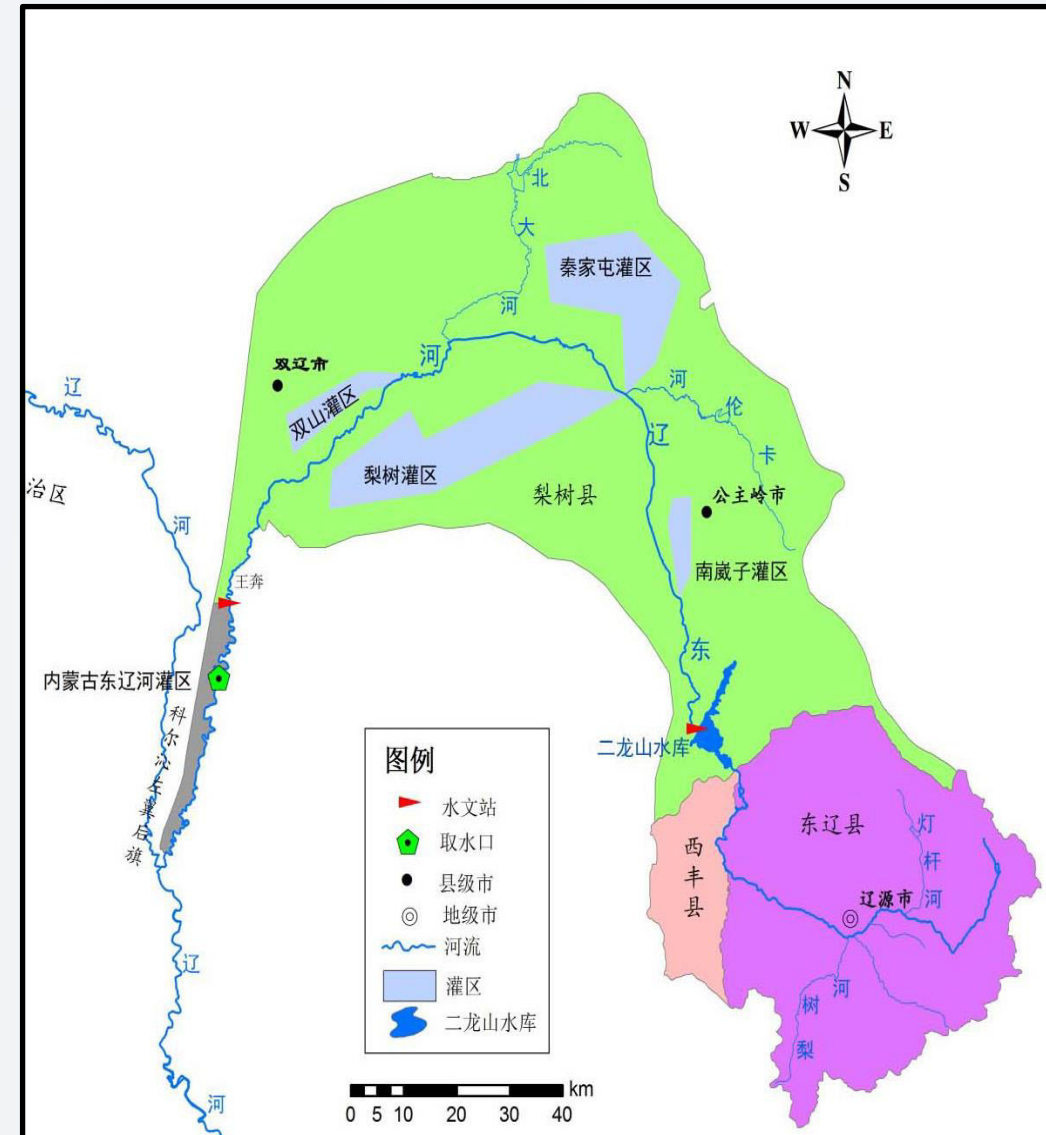 N
W
E
S
北
大
河
秦家屯灌区
双辽市
河
双山灌区
河
伦
卡
辽
梨树灌区
梨树县
公主岭市
南崴子灌区
辽
河
治区
王奔
内蒙古东辽河灌区
科尔沁左翼后旗
东
二龙山水库
东辽县
灯
杆
河
西丰县
辽源市
河
树
梨
辽
河
图例
水文站
取水口
县级市
地级市
河流
灌区
二龙山水库
km
0 5 10 20 30 40